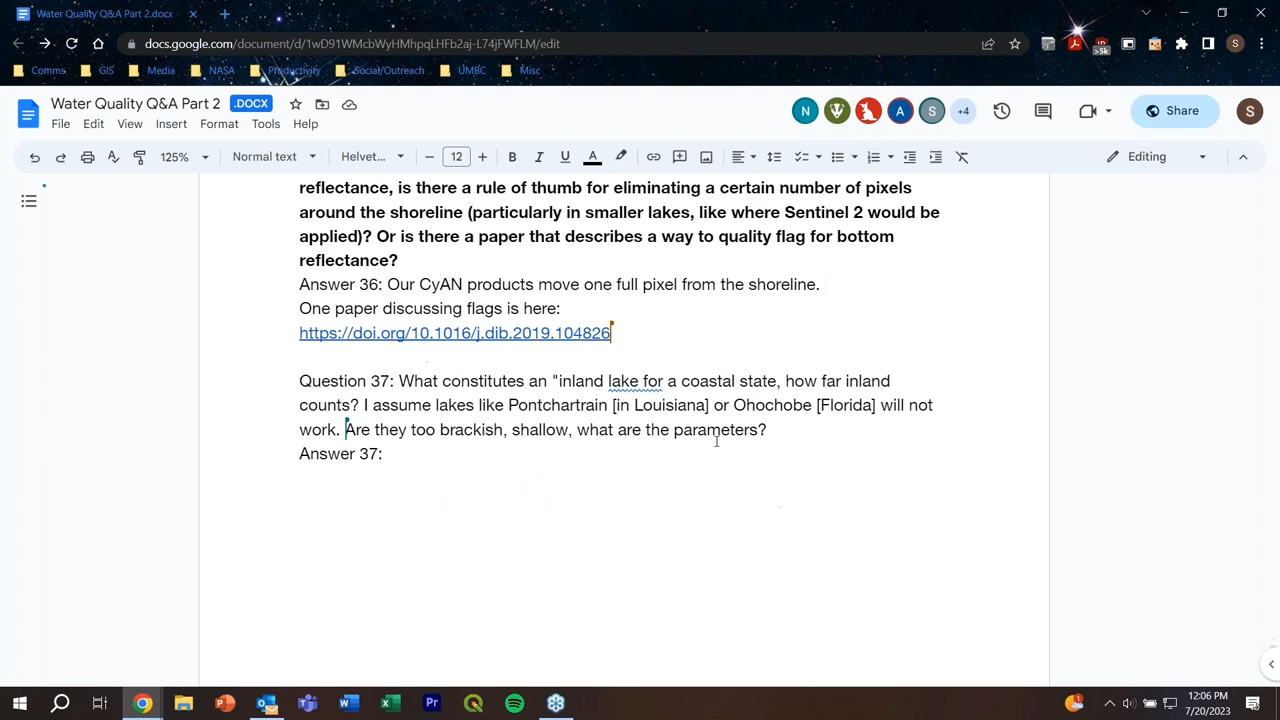 Water Quality Q&A Part 2.docx
docs.google.com/document/d/1wD91WMcbWyHMhpqLHFb2aj-L74jFWFLM/edit
>5k
S
Comms GIS Media NASA Productivity Social/Outreach UMBC Misc
Water Quality Q&A Part 2 .DOCX
N A S +4 Share S
File Edit View Insert Format Tools Help
125% Normal text Helvet... 12 B I U A Editing
reflectance, is there a rule of thumb for eliminating a certain number of pixels
around the shoreline (particularly in smaller lakes, like where Sentinel 2 would be
applied)? Or is there a paper that describes a way to quality flag for bottom
reflectance?
Answer 36: Our CyAN products move one full pixel from the shoreline.
One paper discussing flags is here:
https://doi.org/10.1016/j.dib.2019.104826
Question 37: What constitutes an "inland lake for a coastal state, how far inland
counts? I assume lakes like Pontchartrain [in Louisiana] or Ohochobe [Florida] will not
work. Are they too brackish, shallow, what are the parameters?
Answer 37:
12:06 PM
7/20/2023